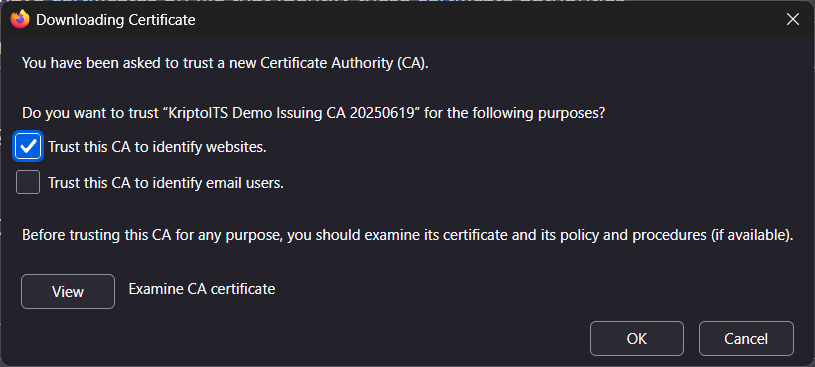 Downloading Certificate
You have been asked to trust a new Certificate Authority (CA).
Do you want to trust “KriptoITS Demo Issuing CA 20250619” for the following purposes?
Trust this CA to identify websites.
Trust this CA to identify email users.
Before trusting this CA for any purpose, you should examine its certificate and its policy and procedures (if available).
View Examine CA certificate
OK Cancel